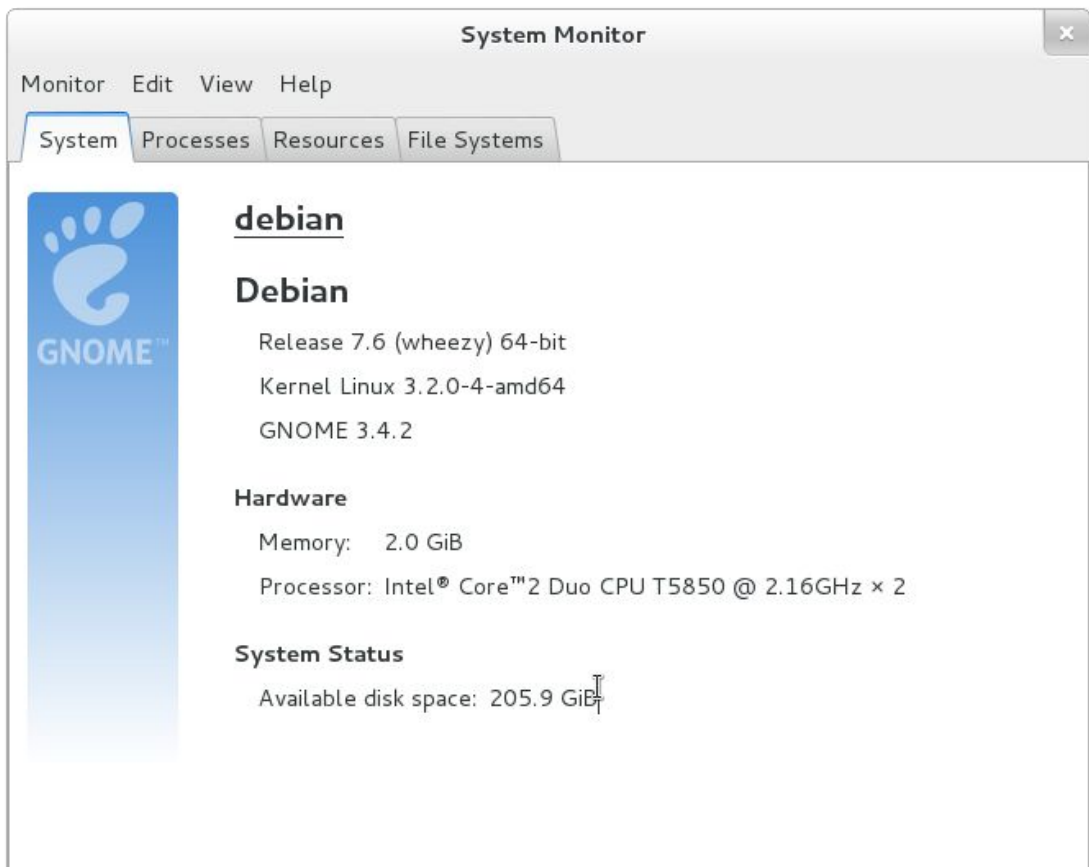 System Monitor
Monitor Edit View Help
System Processes Resources File Systems
GNOME™
debian
Debian
Release 7.6 (wheezy) 64-bit
Kernel Linux 3.2.0-4-amd64
GNOME 3.4.2
Hardware
Memory: 2.0 GiB
Processor: Intel® Core™2 Duo CPU T5850 @ 2.16GHz × 2
System Status
Available disk space: 205.9 GiB